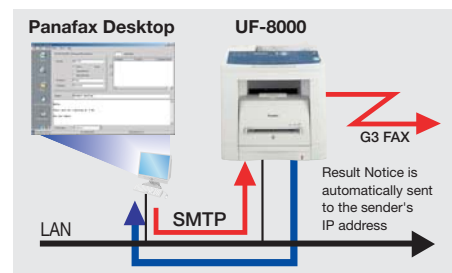 Panafax Desktop
UF-8000
G3 FAX
Result Notice is
automatically sent
to the sender's
IP address
SMTP
LAN